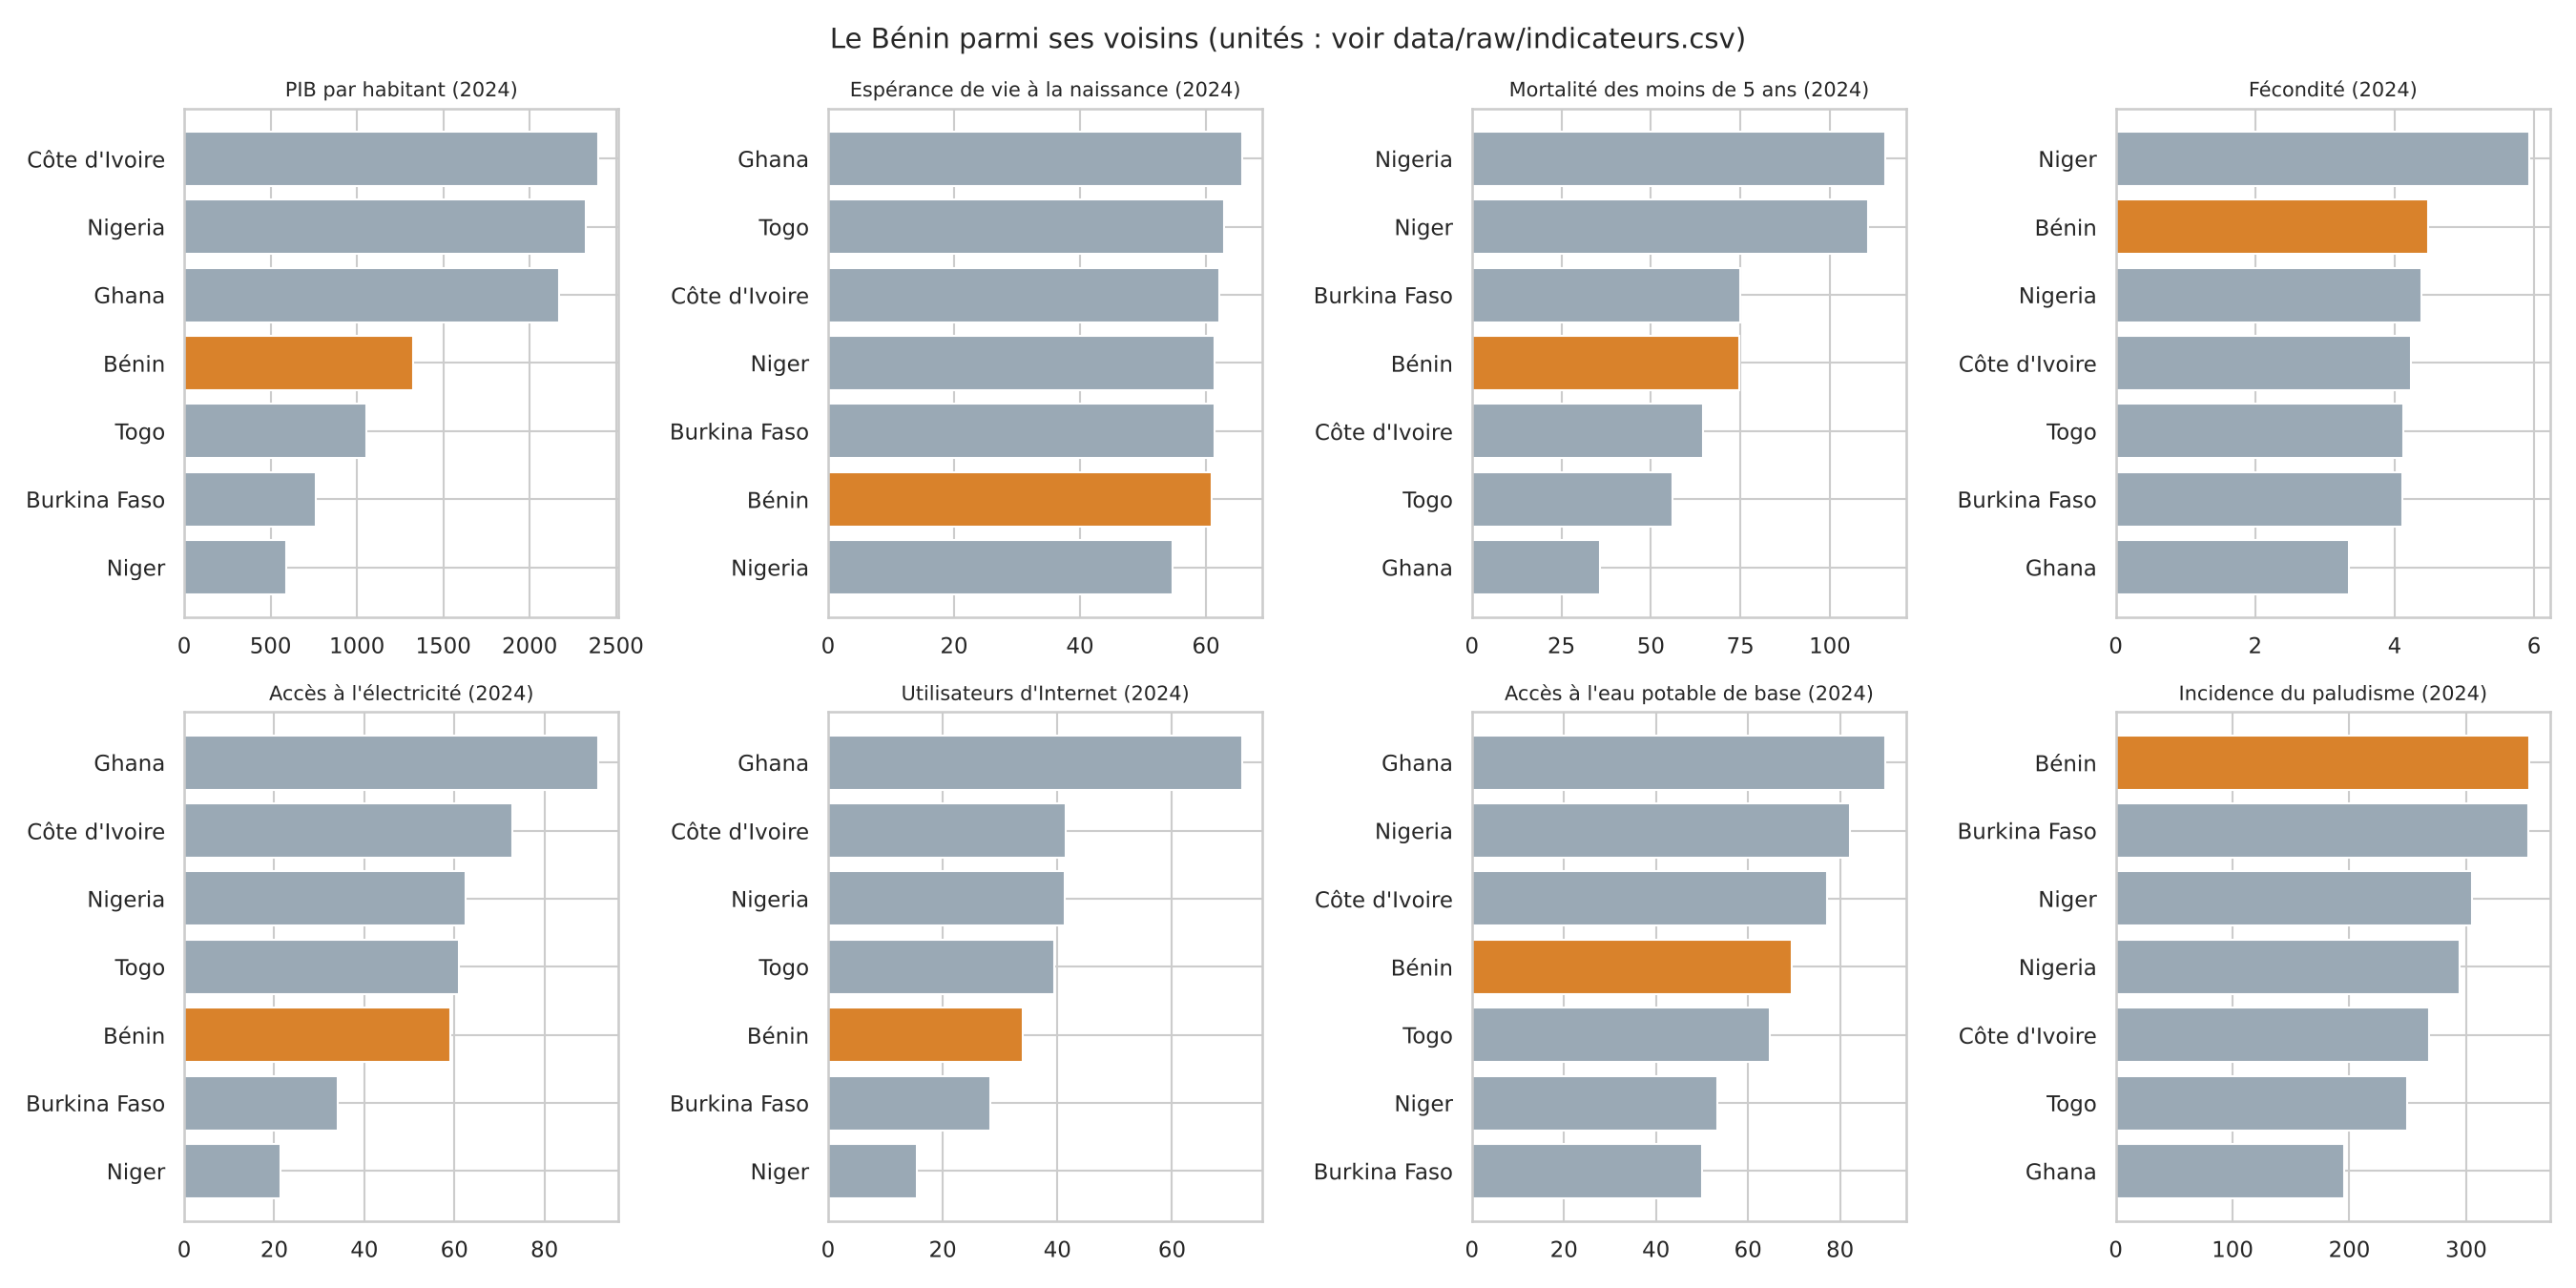 Le Bénin parmi ses voisins (unités : voir data/raw/indicateurs.csv)
PIB par habitant (2024)
Côte d'Ivoire
Nigeria
Ghana
Bénin
Togo
Burkina Faso
Niger
0 500 1000 1500 2000 2500
Espérance de vie à la naissance (2024)
Ghana
Togo
Côte d'Ivoire
Niger
Burkina Faso
Bénin
Nigeria
0 20 40 60
Mortalité des moins de 5 ans (2024)
Nigeria
Niger
Burkina Faso
Bénin
Côte d'Ivoire
Togo
Ghana
0 25 50 75 100
Fécondité (2024)
Niger
Bénin
Nigeria
Côte d'Ivoire
Togo
Burkina Faso
Ghana
0 2 4 6
Accès à l'électricité (2024)
Ghana
Côte d'Ivoire
Nigeria
Togo
Bénin
Burkina Faso
Niger
0 20 40 60 80
Utilisateurs d'Internet (2024)
Ghana
Côte d'Ivoire
Nigeria
Togo
Bénin
Burkina Faso
Niger
0 20 40 60
Accès à l'eau potable de base (2024)
Ghana
Nigeria
Côte d'Ivoire
Bénin
Togo
Niger
Burkina Faso
0 20 40 60 80
Incidence du paludisme (2024)
Bénin
Burkina Faso
Niger
Nigeria
Côte d'Ivoire
Togo
Ghana
0 100 200 300